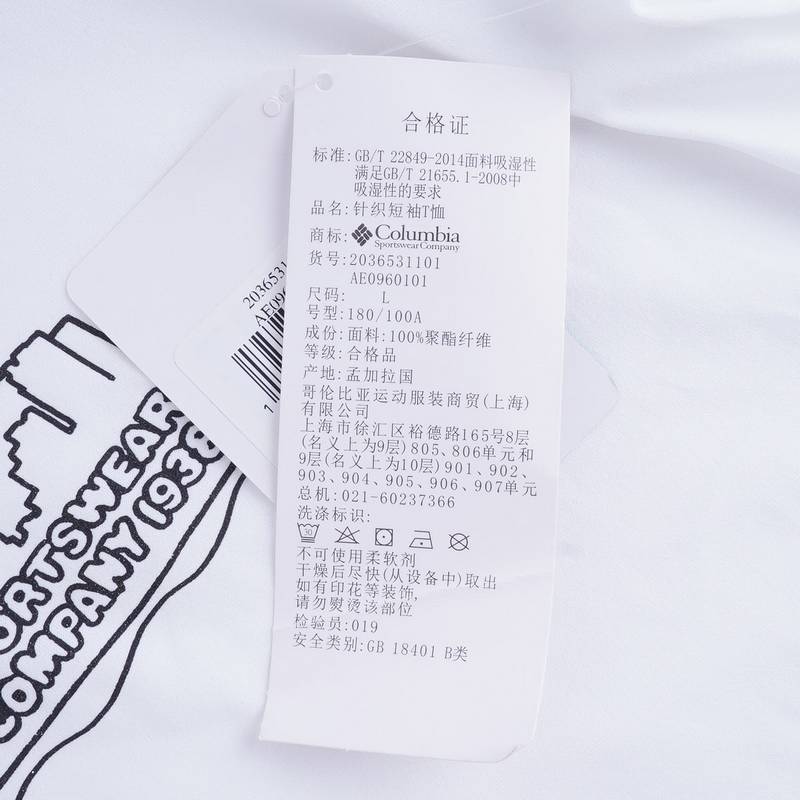 合格证
标准:GB/T 22849-2014面料吸湿性
满足GB/T 21655.1-2008中
吸湿性的要求
品名:针织短袖T恤
商标: Columbia
Sportswear Company
货号:2036531101
AE0960101
尺码: L
号型:180/100A
成份:面料:100%聚酯纤维
等级:合格品
产地:孟加拉国
哥伦比亚运动服装商贸(上海)
有限公司
上海市徐汇区裕德路165号8层
(名义上为9层)805、806单元和
9层(名义上为10层)901、902、
903、904、905、906、907单元
总机:021-60237366
洗涤标识:
30
不可使用柔软剂
干燥后尽快(从设备中)取出
如有印花等装饰,
请勿熨烫该部位
检验员:019
安全类别:GB 18401 B类
2036531
AE096
1
SPORTSWEAR
COMPANY 1938